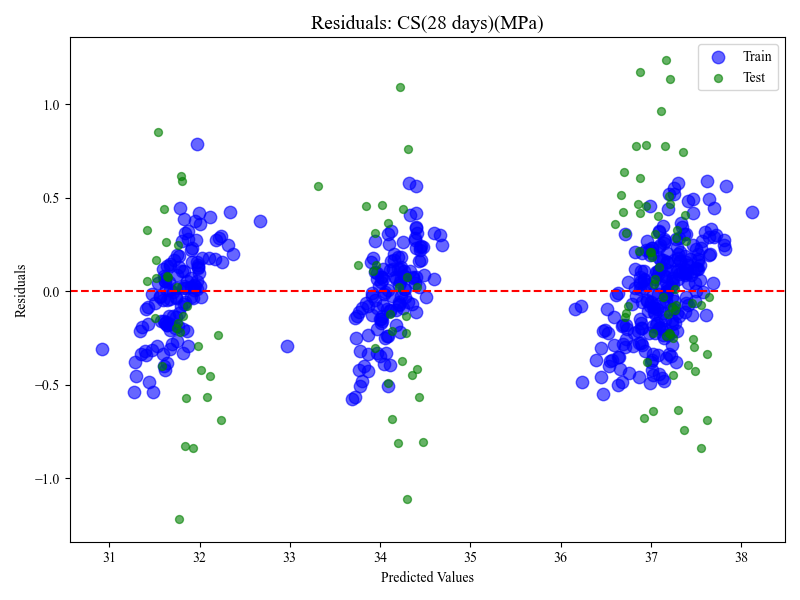 Residuals: CS(28 days)(MPa)
Train
Test
1.0
0.5
0.0
−0.5
−1.0
Residuals
31 32 33 34 35 36 37 38
Predicted Values